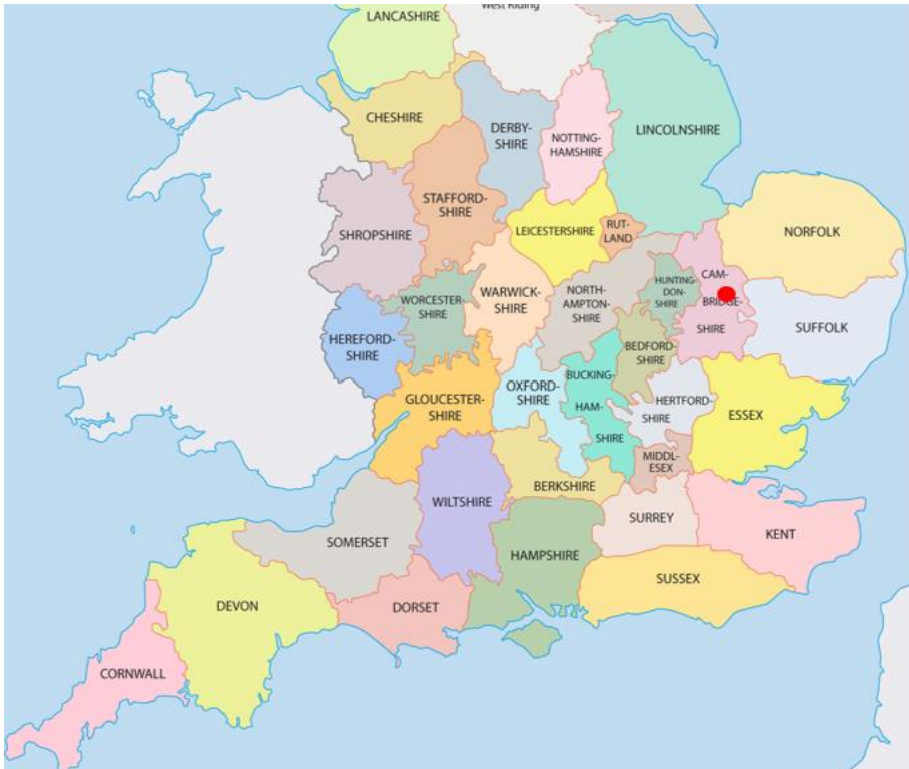 West Riding
LANCASHIRE
CHESHIRE
DERBY-
SHIRE
NOTTING-
HAMSHIRE
LINCOLNSHIRE
STAFFORD-
SHIRE
SHROPSHIRE
LEICESTERSHIRE
RUT-
LAND
NORFOLK
CAM-
BRIDGE-
SHIRE
HUNTING-
DON-
SHIRE
NORTH-
AMPTON-
SHIRE
WARWICK-
SHIRE
WORCESTER-
SHIRE
HEREFORD-
SHIRE
SUFFOLK
BEDFORD-
SHIRE
BUCKING-
HAM-
SHIRE
OXFORD-
SHIRE
GLOUCESTER-
SHIRE
HERTFORD-
SHIRE
ESSEX
MIDDL-
ESEX
BERKSHIRE
WILTSHIRE
SURREY
KENT
SOMERSET
HAMPSHIRE
SUSSEX
DEVON
DORSET
CORNWALL